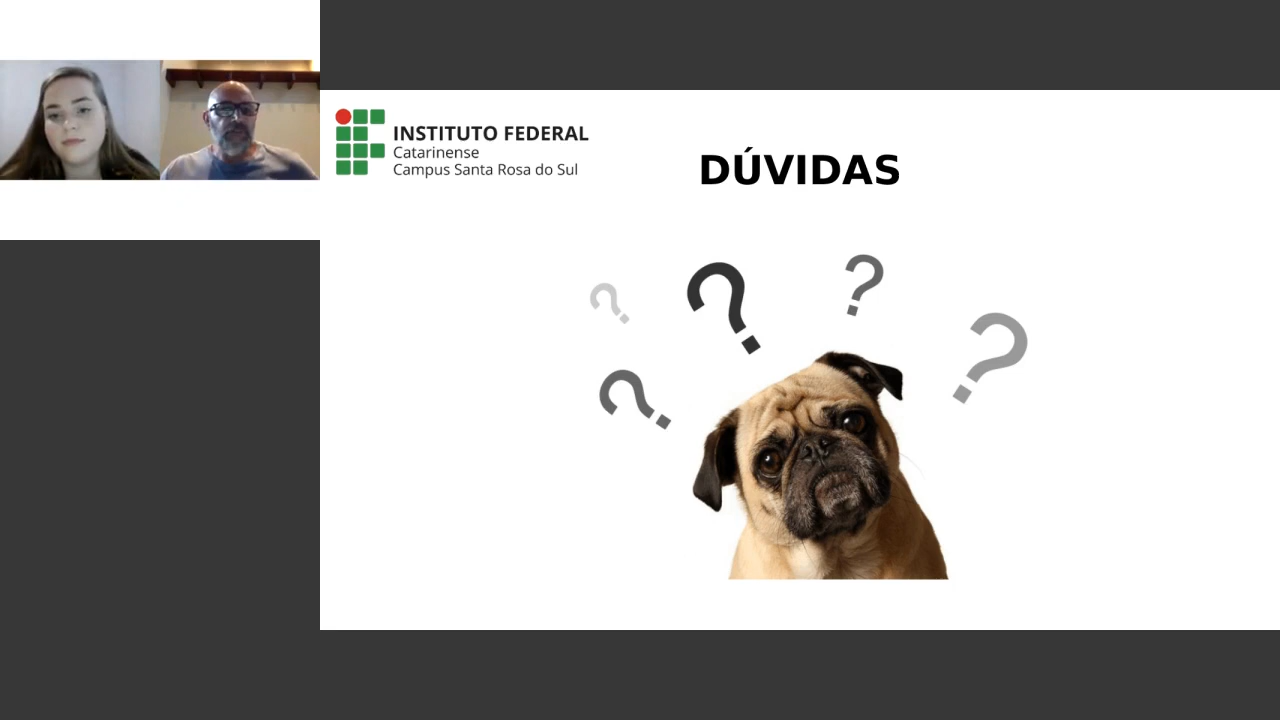 INSTITUTO FEDERAL
Catarinense
Campus Santa Rosa do Sul
DÚVIDAS
? ? ? ? ?